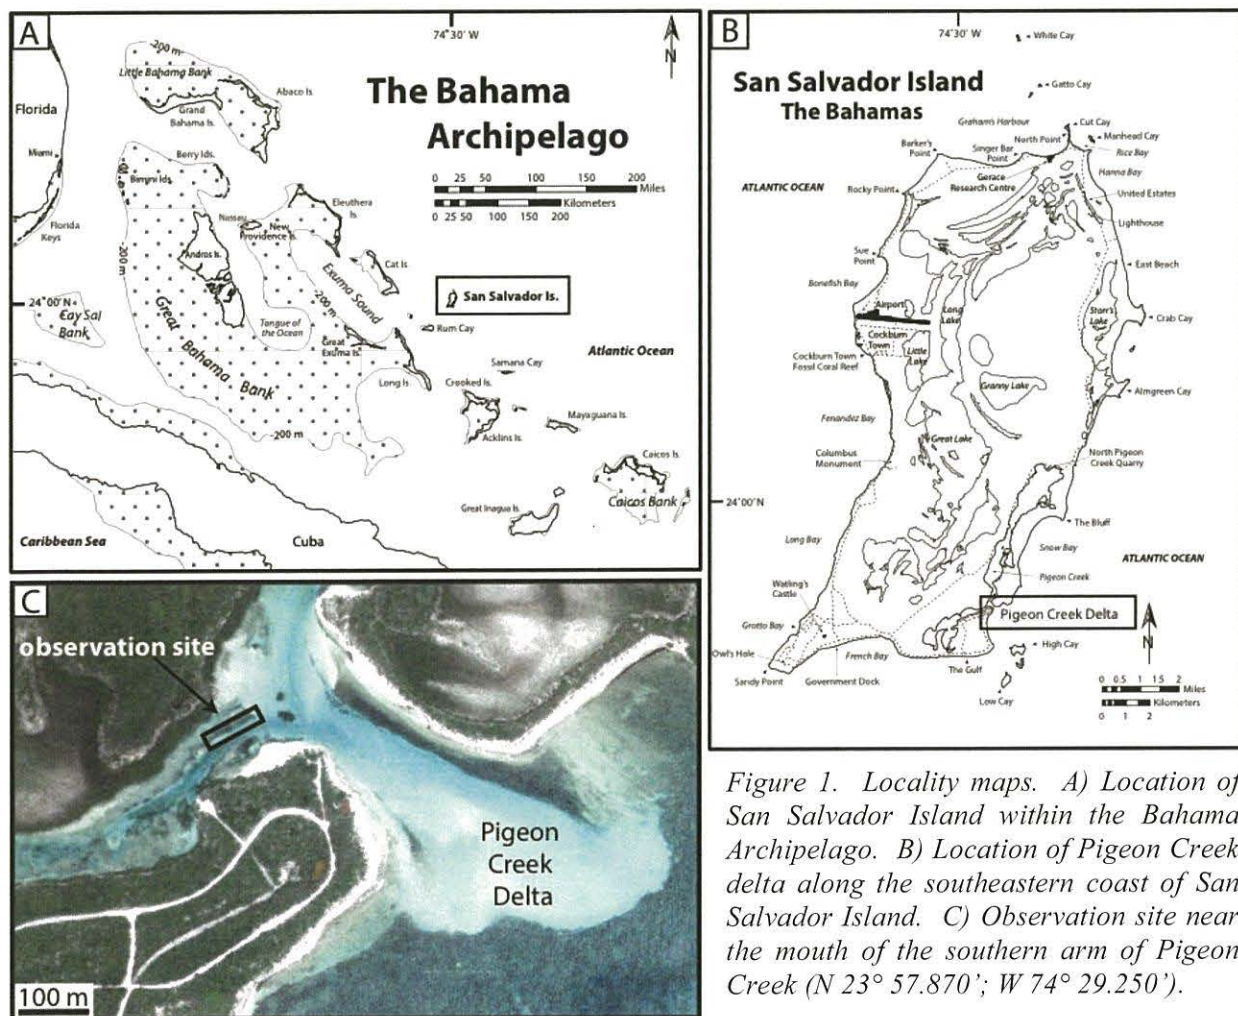 A
74°30' W
N
The Bahama
Archipelago
0 50 100 150 200
Miles
0 25 50 100 150 200
Kilometers
-200 m-
Little Bahama Bank
Abaco Is.
Grand
Bahama Is.
Florida
Miami
Berry Ids.
Bimini Ids.
Florida
Keys
-200 m
Nassau
New
Providence Is.
Eleuthera
Is.
Andros Is.
Cat Is.
Exuma Sound
-200 m
San Salvador Is.
24°00' N
Cay Sal
Bank
Tongue of
the Ocean
Great
Exuma Is.
Rum Cay
Great Bahama Bank
Atlantic Ocean
Long Is.
Samana Cay
Crooked Is.
Mayaguana Is.
Acklins Is.
-200 m
Caicos Is.
Caicos Bank
Great Inagua Is.
Caribbean Sea
Cuba
B
74°30' W
White Cay
San Salvador Island
The Bahamas
Gatto Cay
Graham's Harbour
Cut Cay
North Point
Manhead Cay
Barker's
Point
Singer Bar
Point
Rice Bay
Gerace
Research Centre
Hanna Bay
ATLANTIC OCEAN
Rocky Point
United Estates
Lighthouse
Sue
Point
East Beach
Bonefish Bay
Airport
Long
Lake
Storr's
Lake
Crab Cay
Cockburn
Town
Little
Lake
Cockburn Town
Fossil Coral Reef
Granny Lake
Almgreen Cay
Fernandez Bay
Great Lake
Columbus
Monument
North Pigeon
Creek Quarry
24°00'N
The Bluff
Long Bay
Snow Bay
ATLANTIC OCEAN
Pigeon Creek
Watling's
Castle
Pigeon Creek Delta
N
Grotto Bay
High Cay
Owl's Hole
French Bay
The Gulf
Sandy Point
Government Dock
Low Cay
0 0.5 1 1.5 2
Miles
0 1 2
Kilometers
C
observation site
Pigeon
Creek
Delta
100 m
Figure 1. Locality maps. A) Location of
San Salvador Island within the Bahama
Archipelago. B) Location of Pigeon Creek
delta along the southeastern coast of San
Salvador Island. C) Observation site near
the mouth of the southern arm of Pigeon
Creek (N 23° 57.870'; W 74° 29.250').